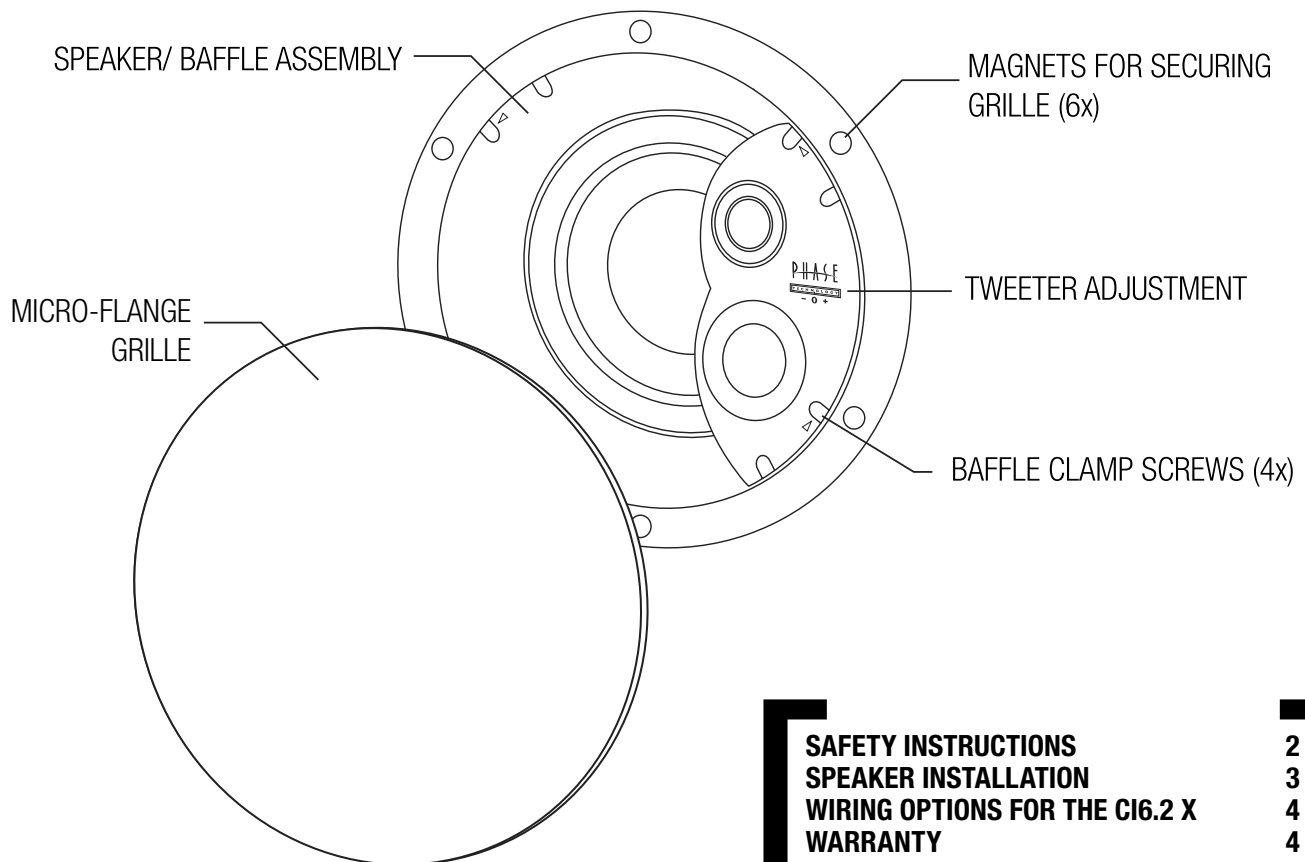 SPEAKER/ BAFFLE ASSEMBLY
MAGNETS FOR SECURING
GRILLE (6x)
PHASE
TECHNOLOGY
- 0 +
TWEETER ADJUSTMENT
MICRO-FLANGE
GRILLE
BAFFLE CLAMP SCREWS (4x)
SAFETY INSTRUCTIONS 2
SPEAKER INSTALLATION 3
WIRING OPTIONS FOR THE CI6.2 X 4
WARRANTY 4